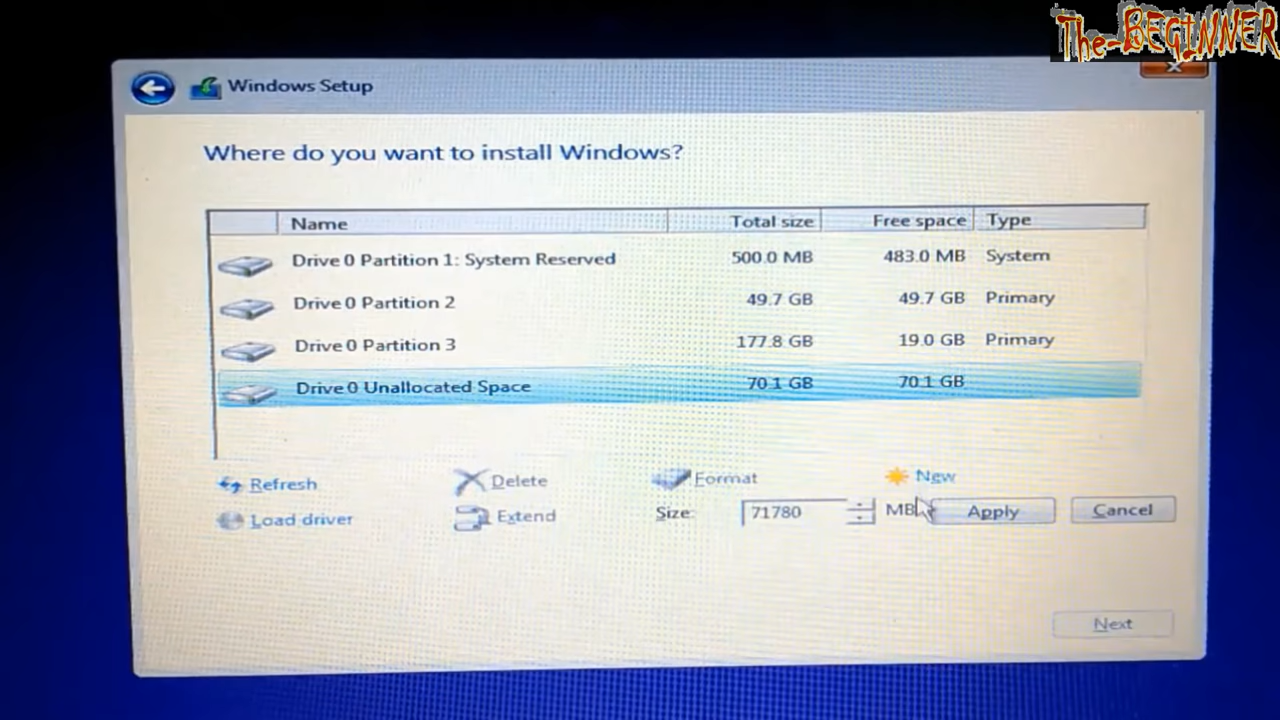 The-BEGINNER
Windows Setup
Where do you want to install Windows?
Name Total size Free space Type
Drive 0 Partition 1: System Reserved 500.0 MB 483.0 MB System
Drive 0 Partition 2 49.7 GB 49.7 GB Primary
Drive 0 Partition 3 177.8 GB 19.0 GB Primary
Drive 0 Unallocated Space 70.1 GB 70.1 GB
Refresh Delete Format New
Load driver Extend Size: 71780 MB Apply Cancel
Next